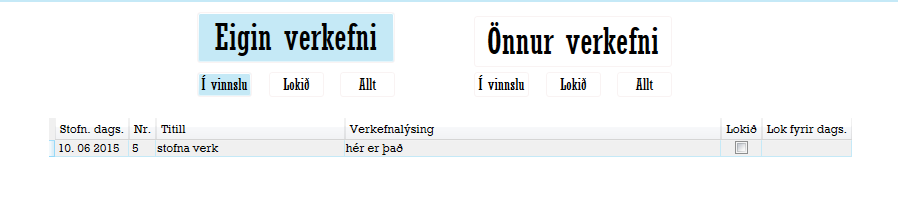 Eigin verkefni Önnur verkefni
Í vinnslu Lokið Allt Í vinnslu Lokið Allt
Stofn. dags. Nr. Titill Verkefnalýsing Lokið Lok fyrir dags.
10. 06 2015 5 stofna verk hér er það